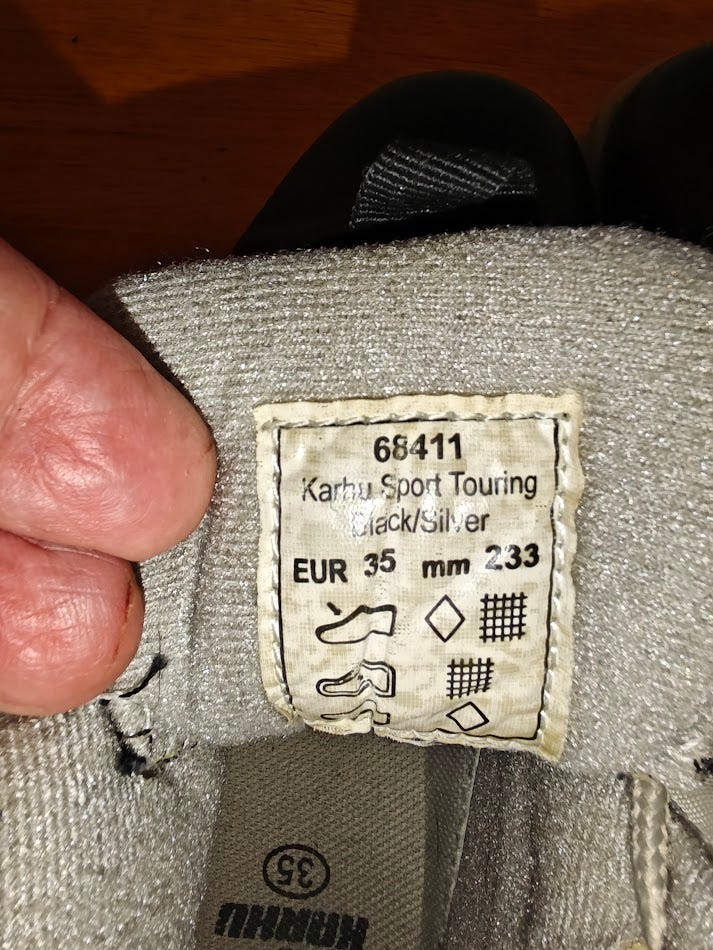 68411
Karhu Sport Touring
Black/Silver
EUR 35 mm 233
35
KARHU